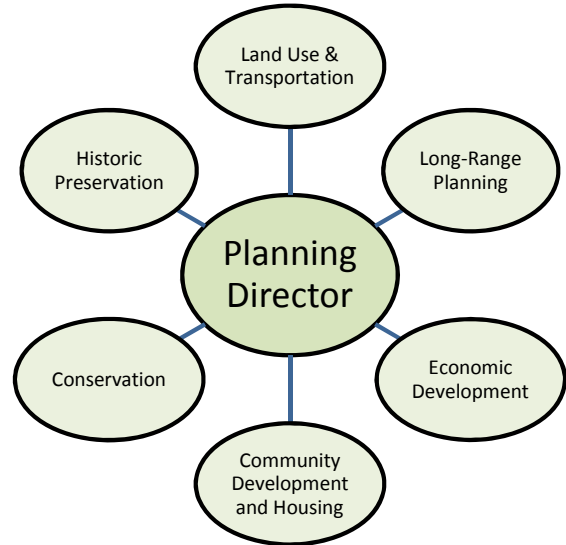 Land Use &
Transportation
Historic
Preservation
Long-Range
Planning
Planning
Director
Conservation
Economic
Development
Community
Development
and Housing